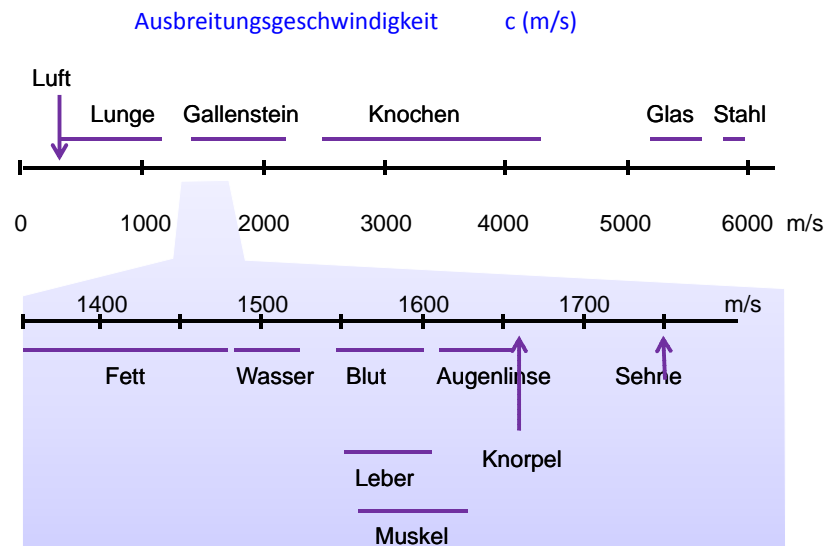 Ausbreitungsgeschwindigkeit c (m/s)
Luft
Lunge Gallenstein Knochen Glas Stahl
0 1000 2000 3000 4000 5000 6000 m/s
1400 1500 1600 1700 m/s
Fett Wasser Blut Augenlinse Sehne
Knorpel
Leber
Muskel